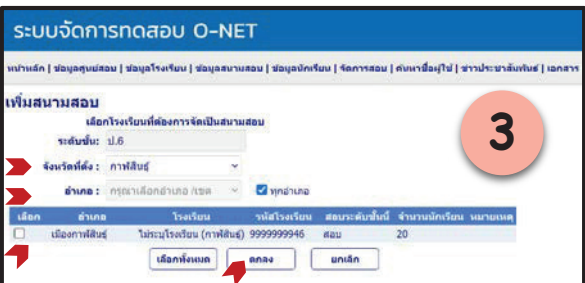 ระบบจัดการทดสอบ O-NET
หน้าหลัก | ข้อมูลศูนย์สอบ | ข้อมูลโรงเรียน | ข้อมูลสนามสอบ | ข้อมูลนักเรียน | จัดการสอบ | ค้นหาชื่อผู้ใช้ | ข่าวประชาสัมพันธ์ | เอกสาร
เพิ่มสนามสอบ
3
เลือกโรงเรียนที่ต้องการจัดเป็นสนามสอบ
ระดับชั้น: ป.6
จังหวัดที่ตั้ง : กาฬสินธุ์
อำเภอ : กรุณาเลือกอำเภอ /เขต ทุกอำเภอ
เลือก อำเภอ โรงเรียน รหัสโรงเรียน สอบระดับชั้นนี้ จำนวนนักเรียน หมายเหตุ
เมืองกาฬสินธุ์ ไม่ระบุโรงเรียน (กาฬสินธุ์) 9999999946 สอบ 20
เลือกทั้งหมด ตกลง ยกเลิก